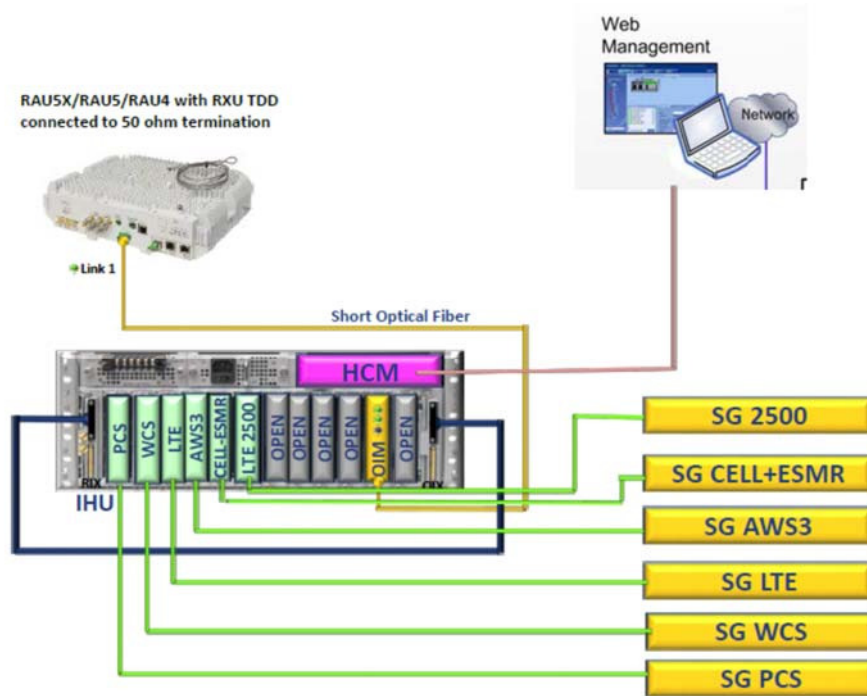 Web
Management
Network
RAU5X/RAU5/RAU4 with RXU TDD
connected to 50 ohm termination
Link 1
Short Optical Fiber
HCM
PCS
WCS
LTE
AWS3
CELL-ESMR
LTE 2500
OPEN
OPEN
OPEN
OPEN
OIM
OPEN
IHU
SG 2500
SG CELL+ESMR
SG AWS3
SG LTE
SG WCS
SG PCS